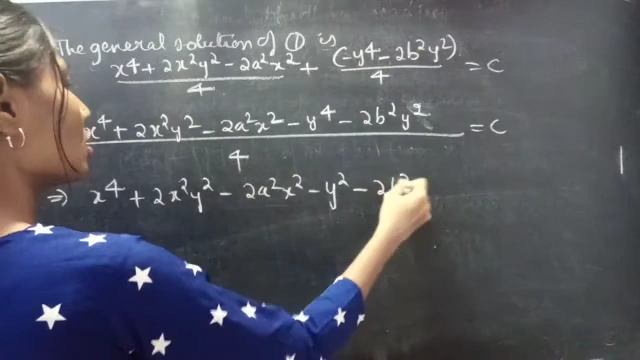 The general solution of ① is
x⁴ + 2x²y² - 2a²x² / 4 + (-y⁴ - 2b²y²) / 4 = c
x⁴ + 2x²y² - 2a²x² - y⁴ - 2b²y² / 4 = c
⇒ x⁴ + 2x²y² - 2a²x² - y² - 2b²